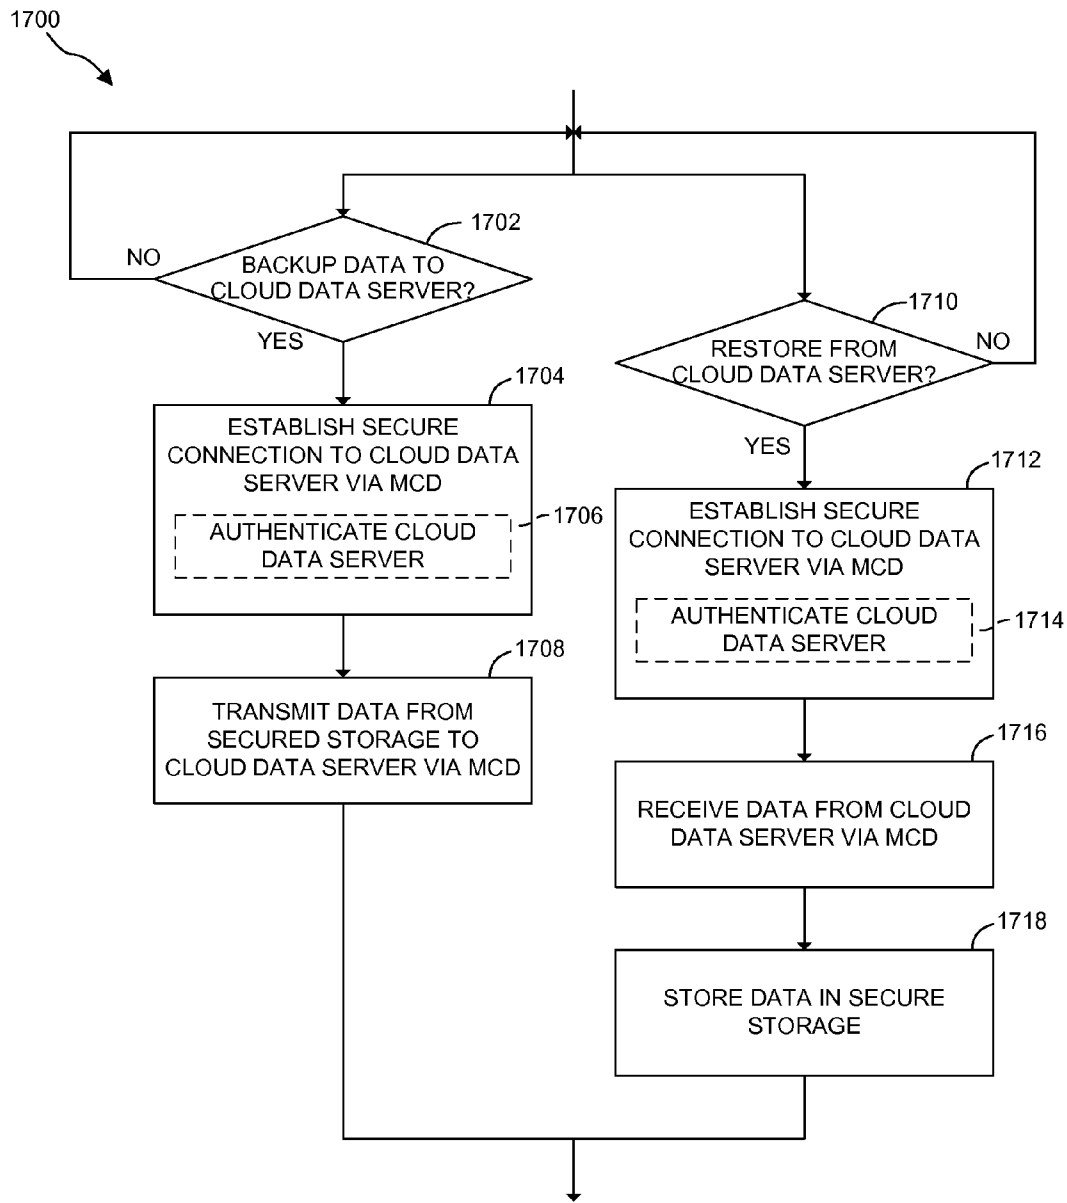 1700
1702
NO
BACKUP DATA TO
CLOUD DATA SERVER?
YES
1704
ESTABLISH SECURE
CONNECTION TO CLOUD DATA
SERVER VIA MCD
1706
AUTHENTICATE CLOUD
DATA SERVER
1708
TRANSMIT DATA FROM
SECURED STORAGE TO
CLOUD DATA SERVER VIA MCD
1710
NO
RESTORE FROM
CLOUD DATA SERVER?
YES
1712
ESTABLISH SECURE
CONNECTION TO CLOUD DATA
SERVER VIA MCD
AUTHENTICATE CLOUD
DATA SERVER
1714
1716
RECEIVE DATA FROM CLOUD
DATA SERVER VIA MCD
1718
STORE DATA IN SECURE
STORAGE